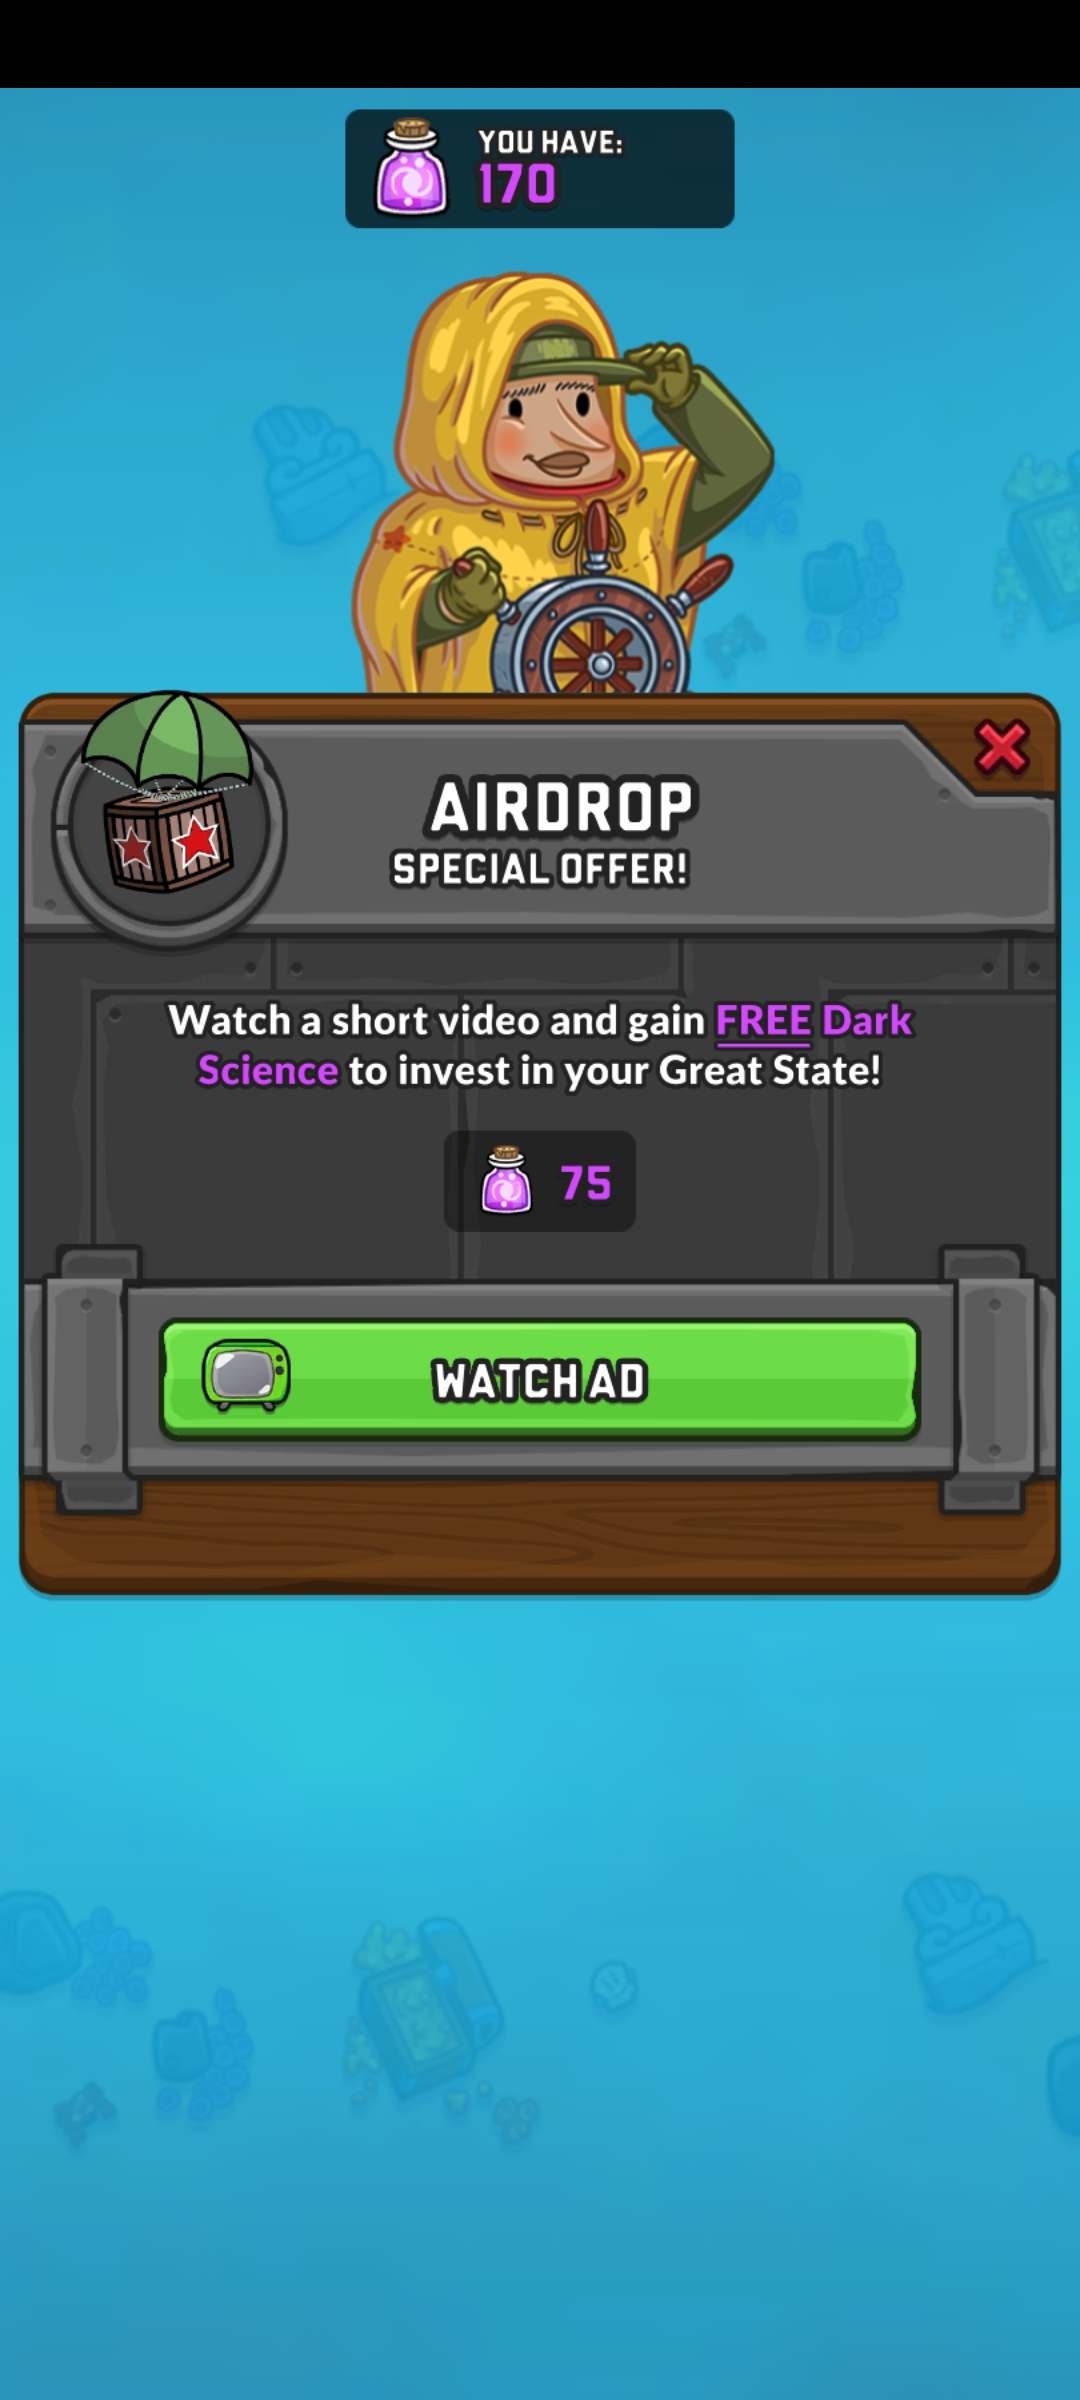 YOU HAVE:
170
AIRDROP
SPECIAL OFFER!
Watch a short video and gain FREE Dark
Science to invest in your Great State!
75
WATCH AD